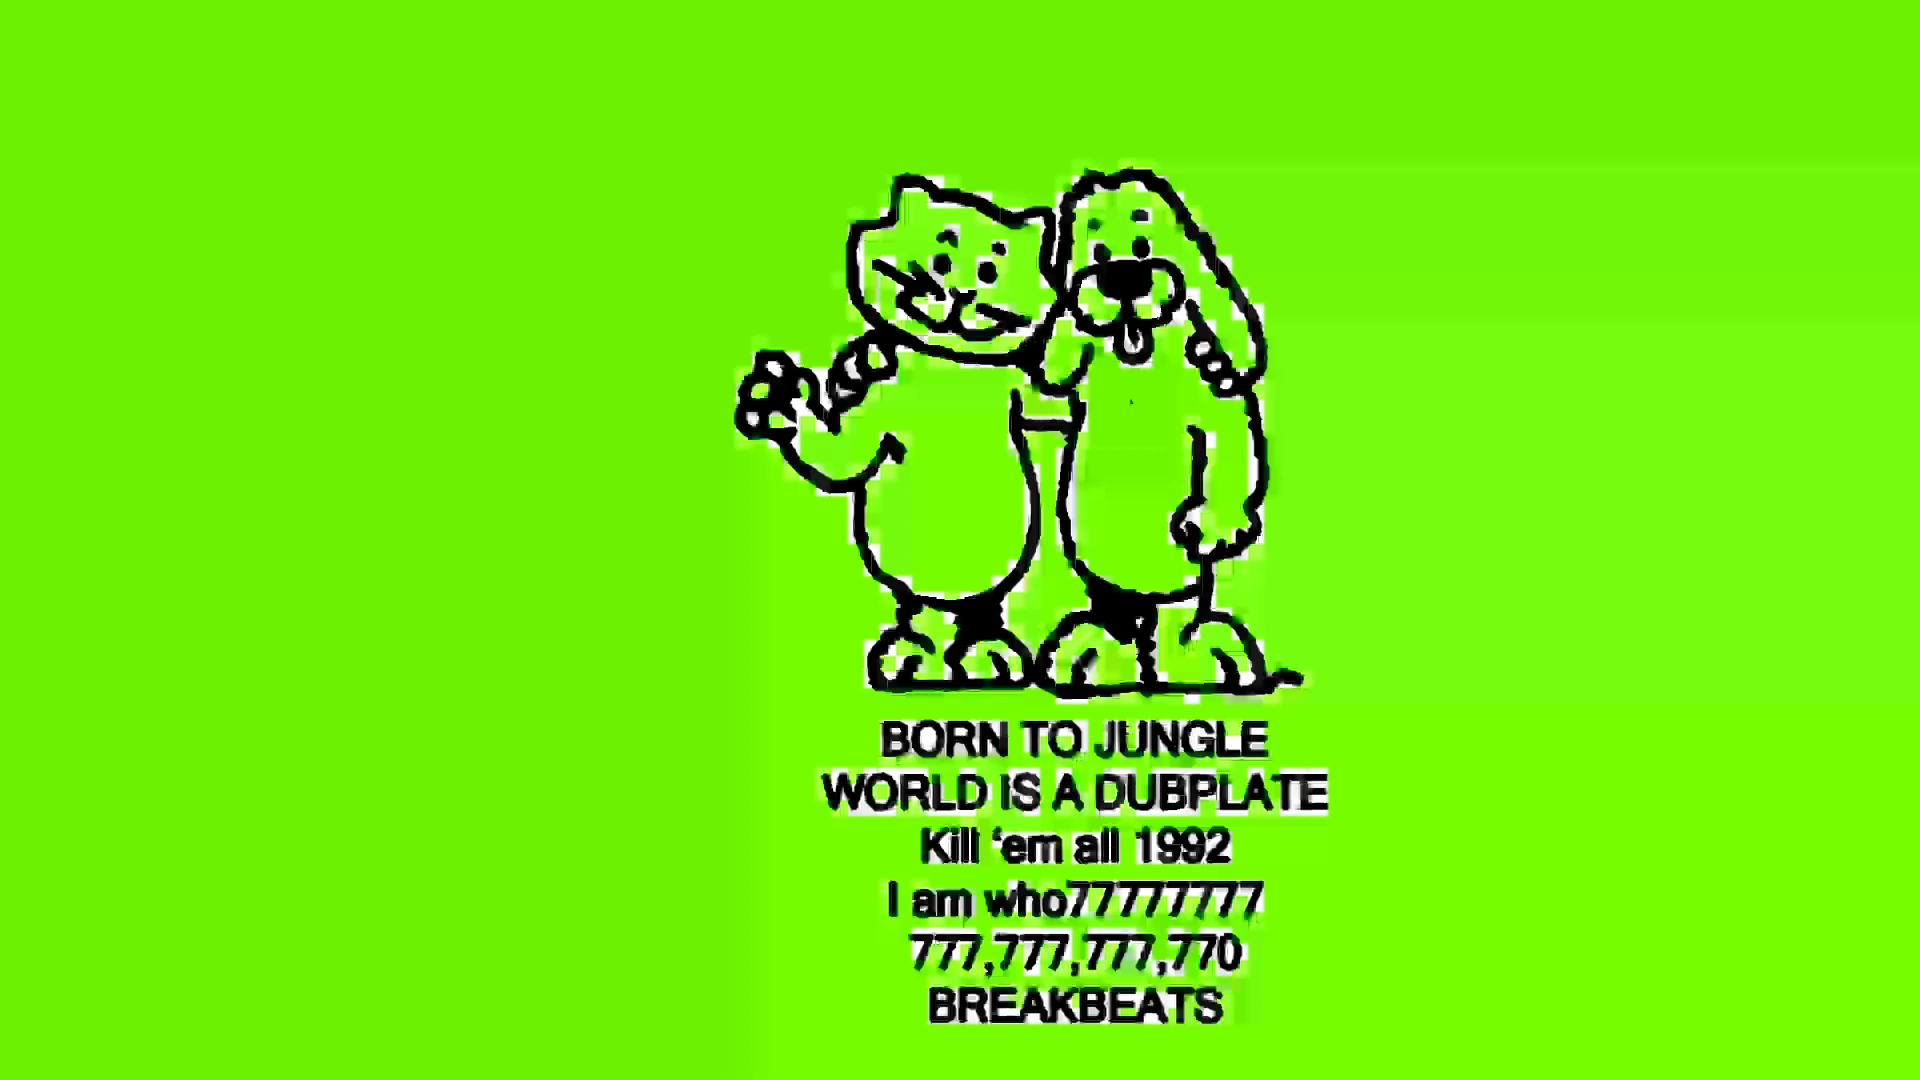 BORN TO JUNGLE
WORLD IS A DUBPLATE
Kill ‘em all 1992
I am who77777777
777,777,777,770
BREAKBEATS